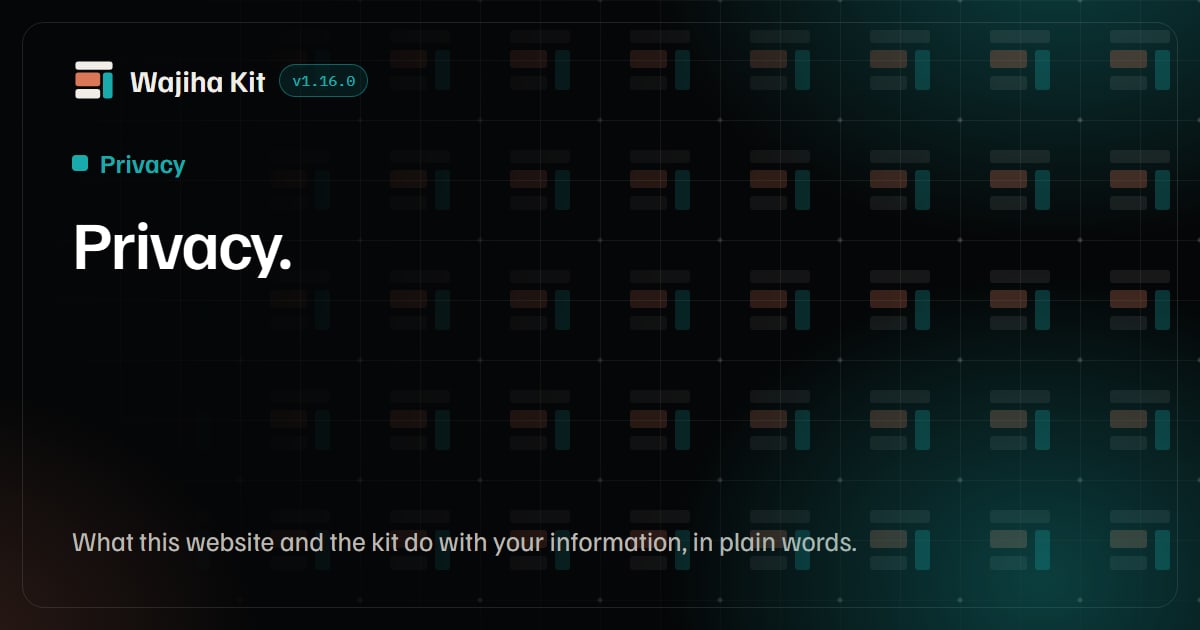 Wajiha Kit v1.16.0
Privacy
Privacy.
What this website and the kit do with your information, in plain words.